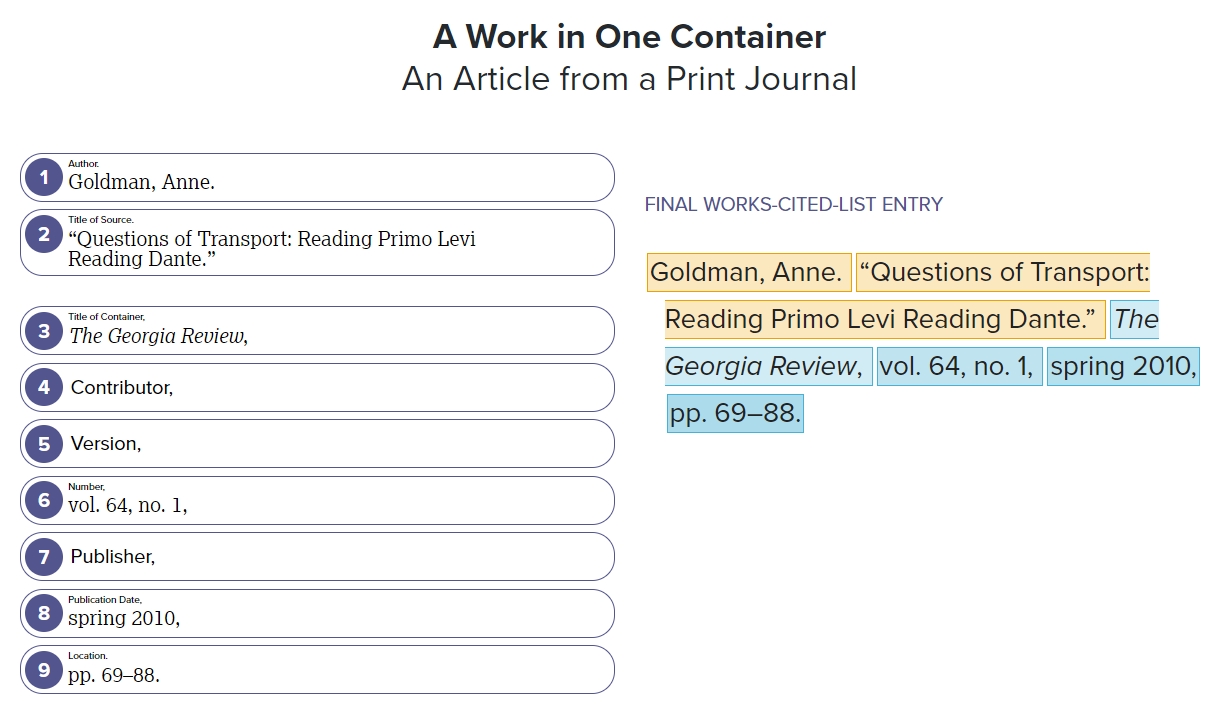 A Work in One Container
An Article from a Print Journal
1
Author.
Goldman, Anne.
2
Title of Source.
“Questions of Transport: Reading Primo Levi
Reading Dante.”
3
Title of Container,
The Georgia Review,
4
Contributor,
5
Version,
6
Number,
vol. 64, no. 1,
7
Publisher,
8
Publication Date,
spring 2010,
9
Location.
pp. 69–88.
FINAL WORKS-CITED-LIST ENTRY
Goldman, Anne. “Questions of Transport:
Reading Primo Levi Reading Dante.” The
Georgia Review, vol. 64, no. 1, spring 2010,
pp. 69–88.